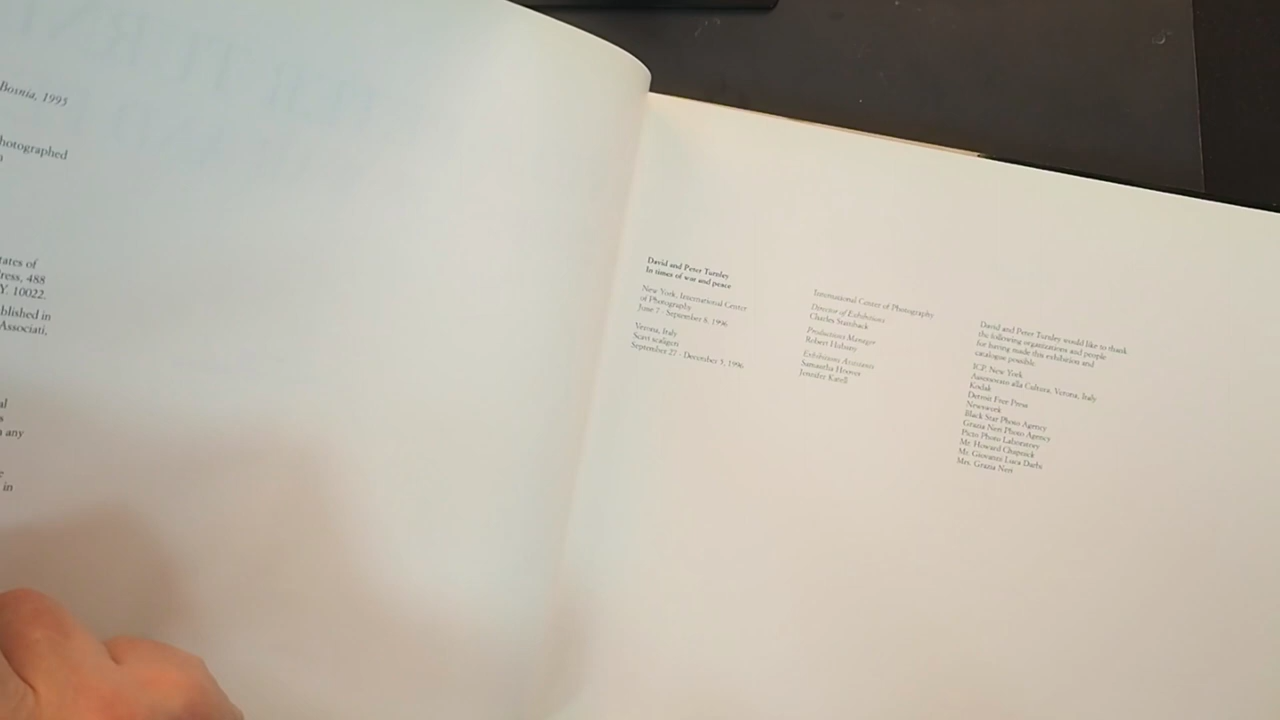 Bosnia, 1995
hotographed
tates of
ress, 488
Y. 10022.
blished in
Associati,
al
s
any
in
David and Peter Turnley
In times of war and peace
New York, International Center
of Photography
June 7 - September 8, 1996
Verona, Italy
Scavi scaligeri
September 27 - December 5, 1996
International Center of Photography
Director of Exhibitions
Charles Stainback
Productions Manager
Robert Hubany
Exhibitions Assistants
Samantha Hoover
Jennifer Karell
David and Peter Turnley would like to thank
the following organizations and people
for having made this exhibition and
catalogue possible.
ICP, New York
Assessorato alla Cultura, Verona, Italy
Kodak
Detroit Free Press
Newsweek
Black Star Photo Agency
Grazia Neri Photo Agency
Picto Photo Laboratory
Mr. Howard Chapnick
Mr. Giovanni Luca Darbi
Mrs. Grazia Neri